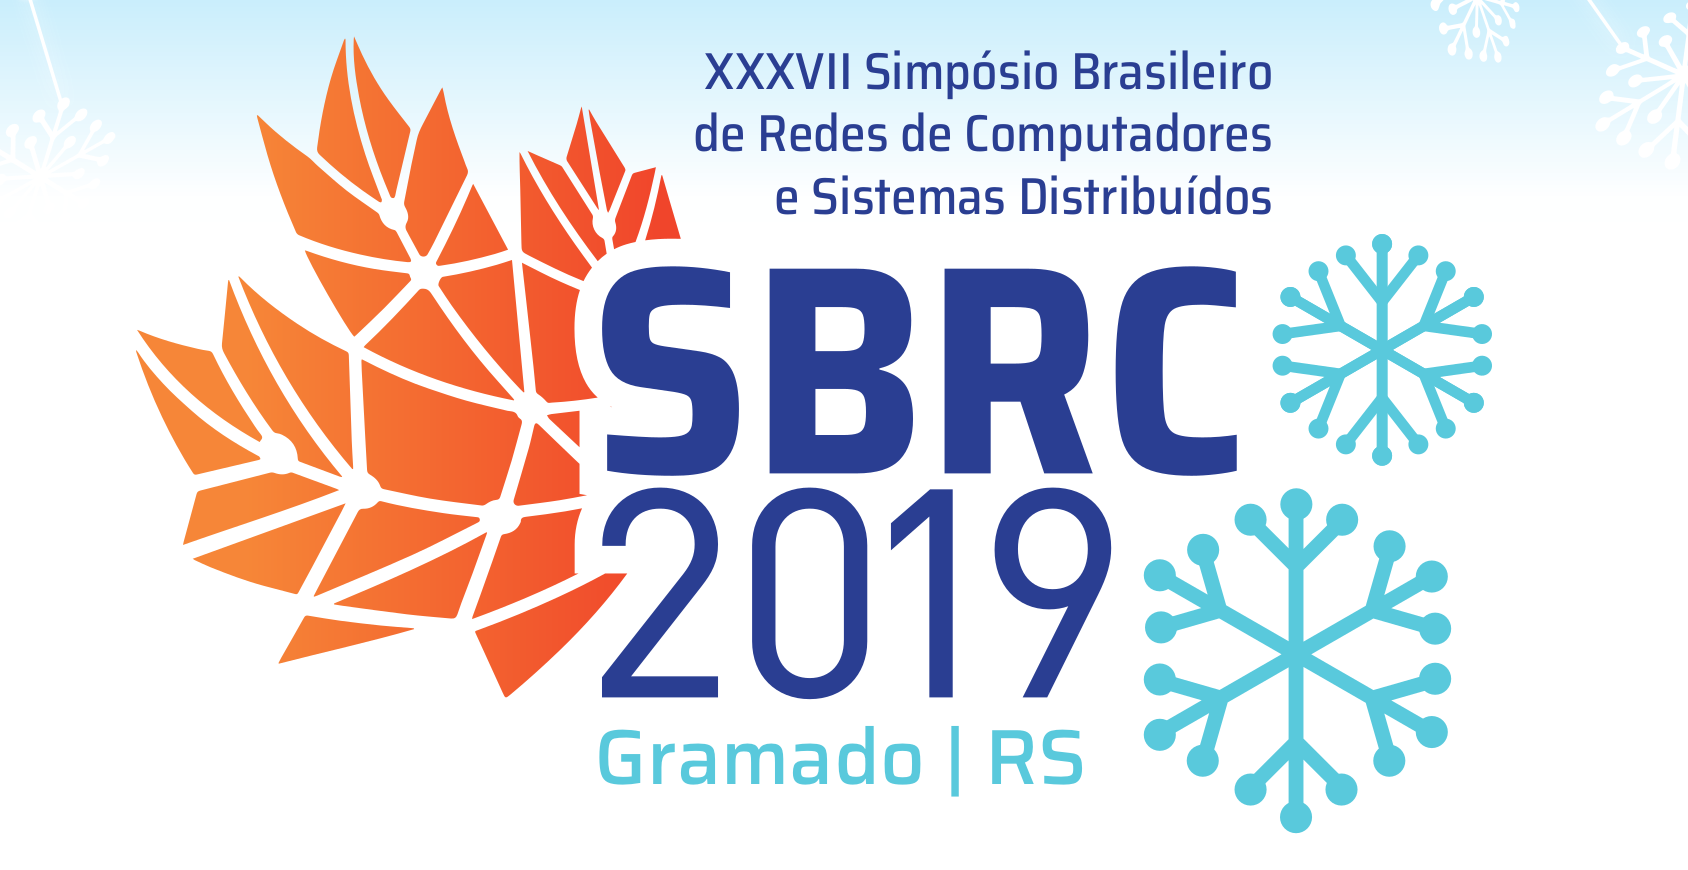 XXXVII Simpósio Brasileiro
de Redes de Computadores
e Sistemas Distribuídos
SBRC
2019
Gramado | RS